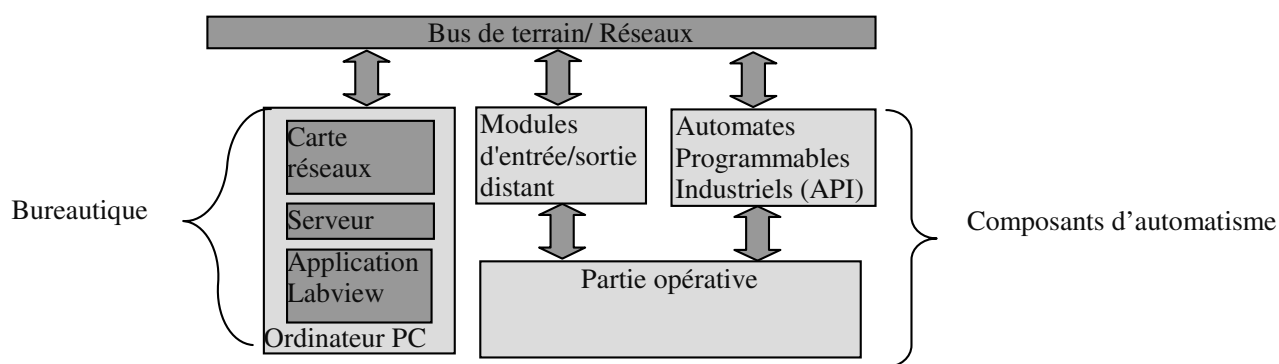 Bus de terrain/ Réseaux
Bureautique
Carte
réseaux
Serveur
Application
Labview
Ordinateur PC
Modules
d'entrée/sortie
distant
Automates
Programmables
Industriels (API)
Partie opérative
Composants d’automatisme